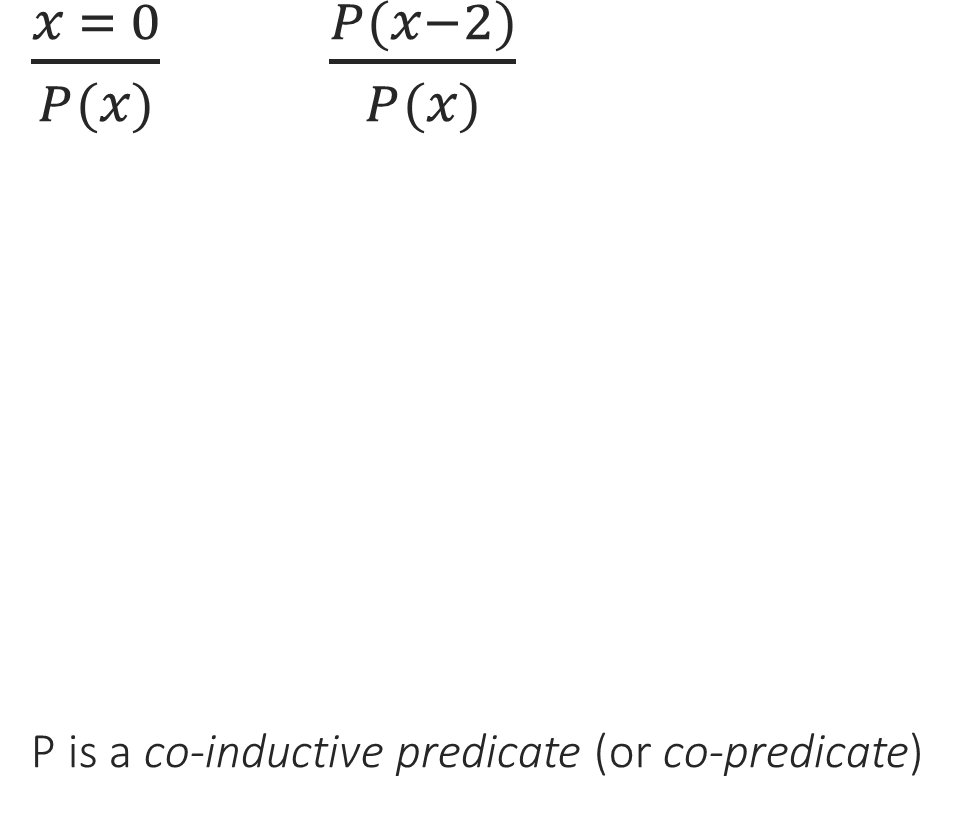 x = 0 P(x−2)
P(x) P(x)
P is a co-inductive predicate (or co-predicate)